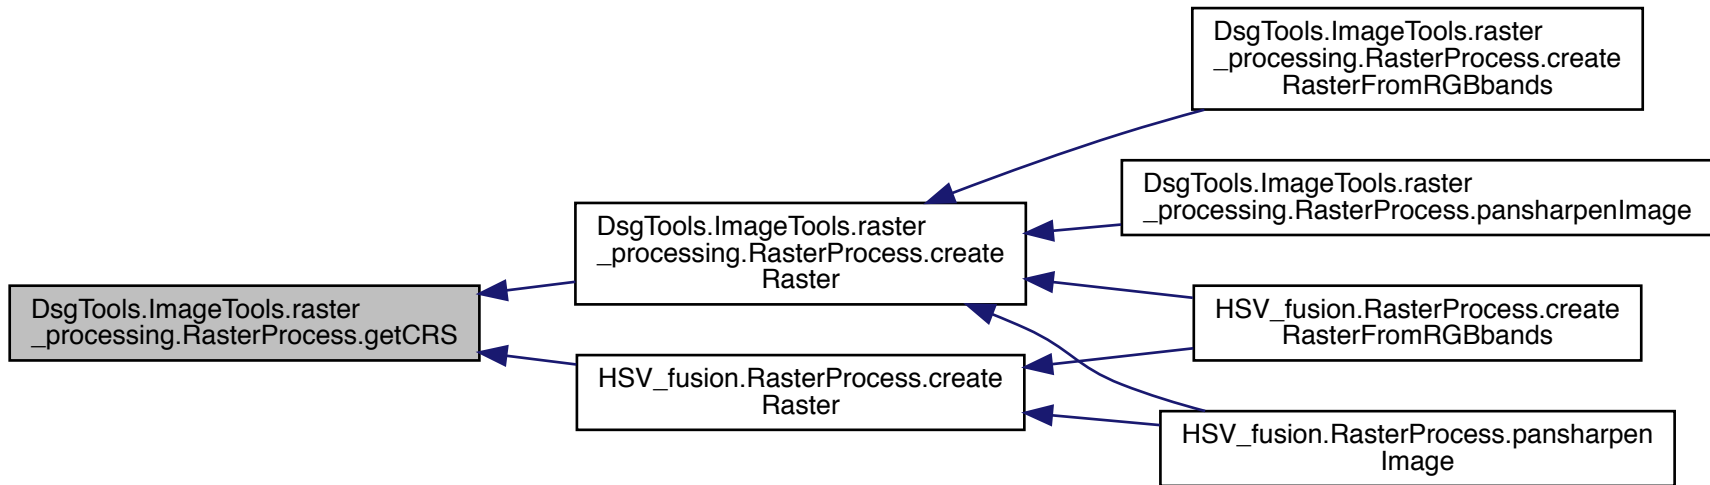 DsgTools.ImageTools.raster
_processing.RasterProcess.getCRS
DsgTools.ImageTools.raster
_processing.RasterProcess.create
Raster
HSV_fusion.RasterProcess.create
Raster
DsgTools.ImageTools.raster
_processing.RasterProcess.create
RasterFromRGBbands
DsgTools.ImageTools.raster
_processing.RasterProcess.pansharpenImage
HSV_fusion.RasterProcess.create
RasterFromRGBbands
HSV_fusion.RasterProcess.pansharpen
Image